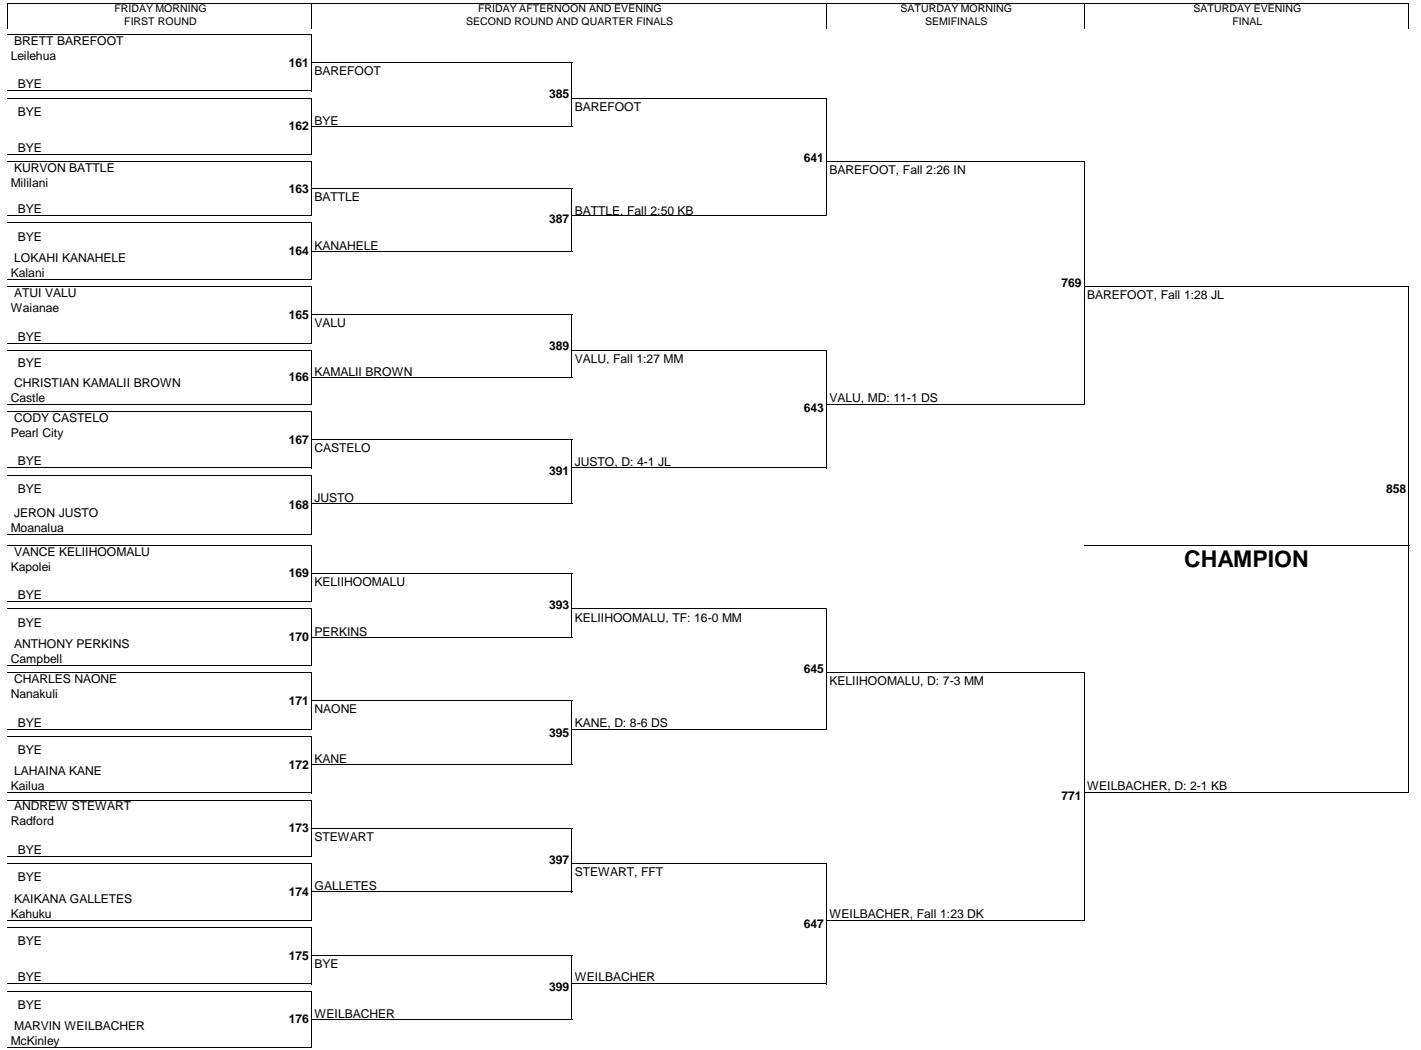 FRIDAY MORNING
FIRST ROUND
FRIDAY AFTERNOON AND EVENING
SECOND ROUND AND QUARTER FINALS
SATURDAY MORNING
SEMIFINALS
SATURDAY EVENING
FINAL
BRETT BAREFOOT
Leilehua
161
BYE
BAREFOOT
385
BYE
162
BYE
BYE
BAREFOOT
641
KURVON BATTLE
Mililani
163
BYE
BATTLE
387
BATTLE, Fall 2:50 KB
BYE
164
LOKAHI KANAHELE
Kalani
KANAHELE
BAREFOOT, Fall 2:26 IN
769
ATUI VALU
Waianae
165
BYE
VALU
389
BYE
166
CHRISTIAN KAMALII BROWN
Castle
KAMALII BROWN
VALU, Fall 1:27 MM
643
VALU, MD: 11-1 DS
CODY CASTELO
Pearl City
167
BYE
CASTELO
391
JUSTO, D: 4-1 JL
BYE
168
JERON JUSTO
Moanalua
JUSTO
BAREFOOT, Fall 1:28 JL
858
CHAMPION
VANCE KELIIHOOMALU
Kapolei
169
BYE
KELIIHOOMALU
393
BYE
170
ANTHONY PERKINS
Campbell
PERKINS
KELIIHOOMALU, TF: 16-0 MM
645
KELIIHOOMALU, D: 7-3 MM
CHARLES NAONE
Nanakuli
171
BYE
NAONE
395
KANE, D: 8-6 DS
BYE
172
LAHAINA KANE
Kailua
KANE
771
WEILBACHER, D: 2-1 KB
ANDREW STEWART
Radford
173
BYE
STEWART
397
BYE
174
KAIKANA GALLETES
Kahuku
GALLETES
STEWART, FFT
647
WEILBACHER, Fall 1:23 DK
BYE
175
BYE
BYE
399
WEILBACHER
BYE
176
MARVIN WEILBACHER
McKinley
WEILBACHER